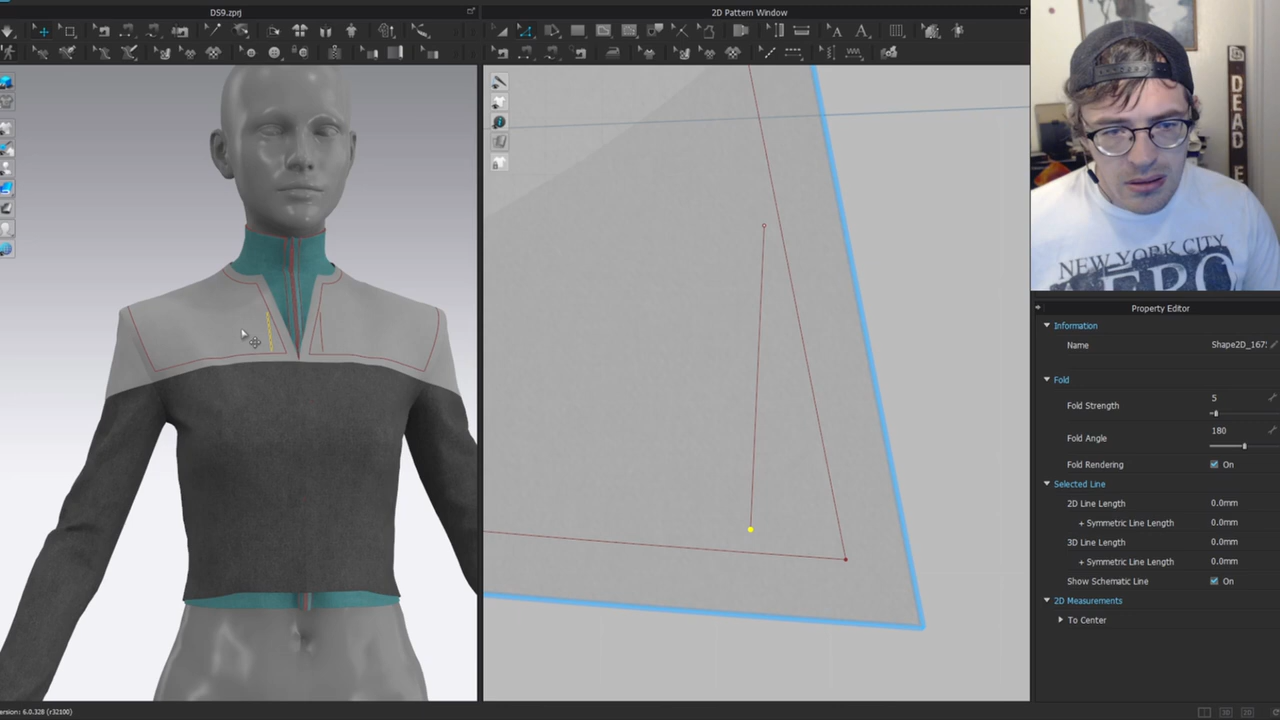 DS9.zprj
2D Pattern Window
DEAD
NEW YORK CITY
Property Editor
Information
Name
Shape2D_167
Fold
Fold Strength
5
Fold Angle
180
Fold Rendering
On
Selected Line
2D Line Length
0.0mm
+ Symmetric Line Length
0.0mm
3D Line Length
0.0mm
+ Symmetric Line Length
0.0mm
Show Schematic Line
On
2D Measurements
To Center
ersion: 6.0.328 (r32100)
3D
2D